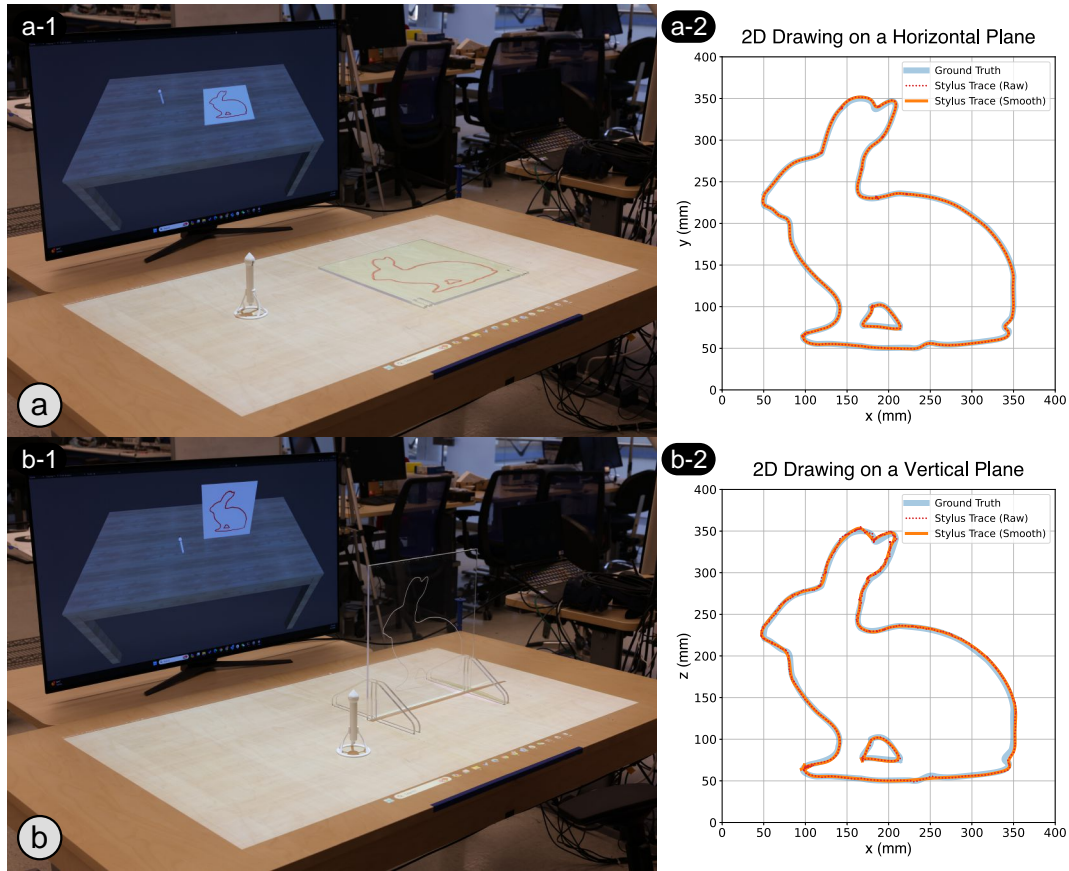 a-1
a
a-2
2D Drawing on a Horizontal Plane
Ground Truth
Stylus Trace (Raw)
Stylus Trace (Smooth)
400
350
300
250
200
150
100
50
0
y (mm)
0 50 100 150 200 250 300 350 400
x (mm)
b-1
b
b-2
2D Drawing on a Vertical Plane
Ground Truth
Stylus Trace (Raw)
Stylus Trace (Smooth)
400
350
300
250
200
150
100
50
0
z (mm)
0 50 100 150 200 250 300 350 400
x (mm)